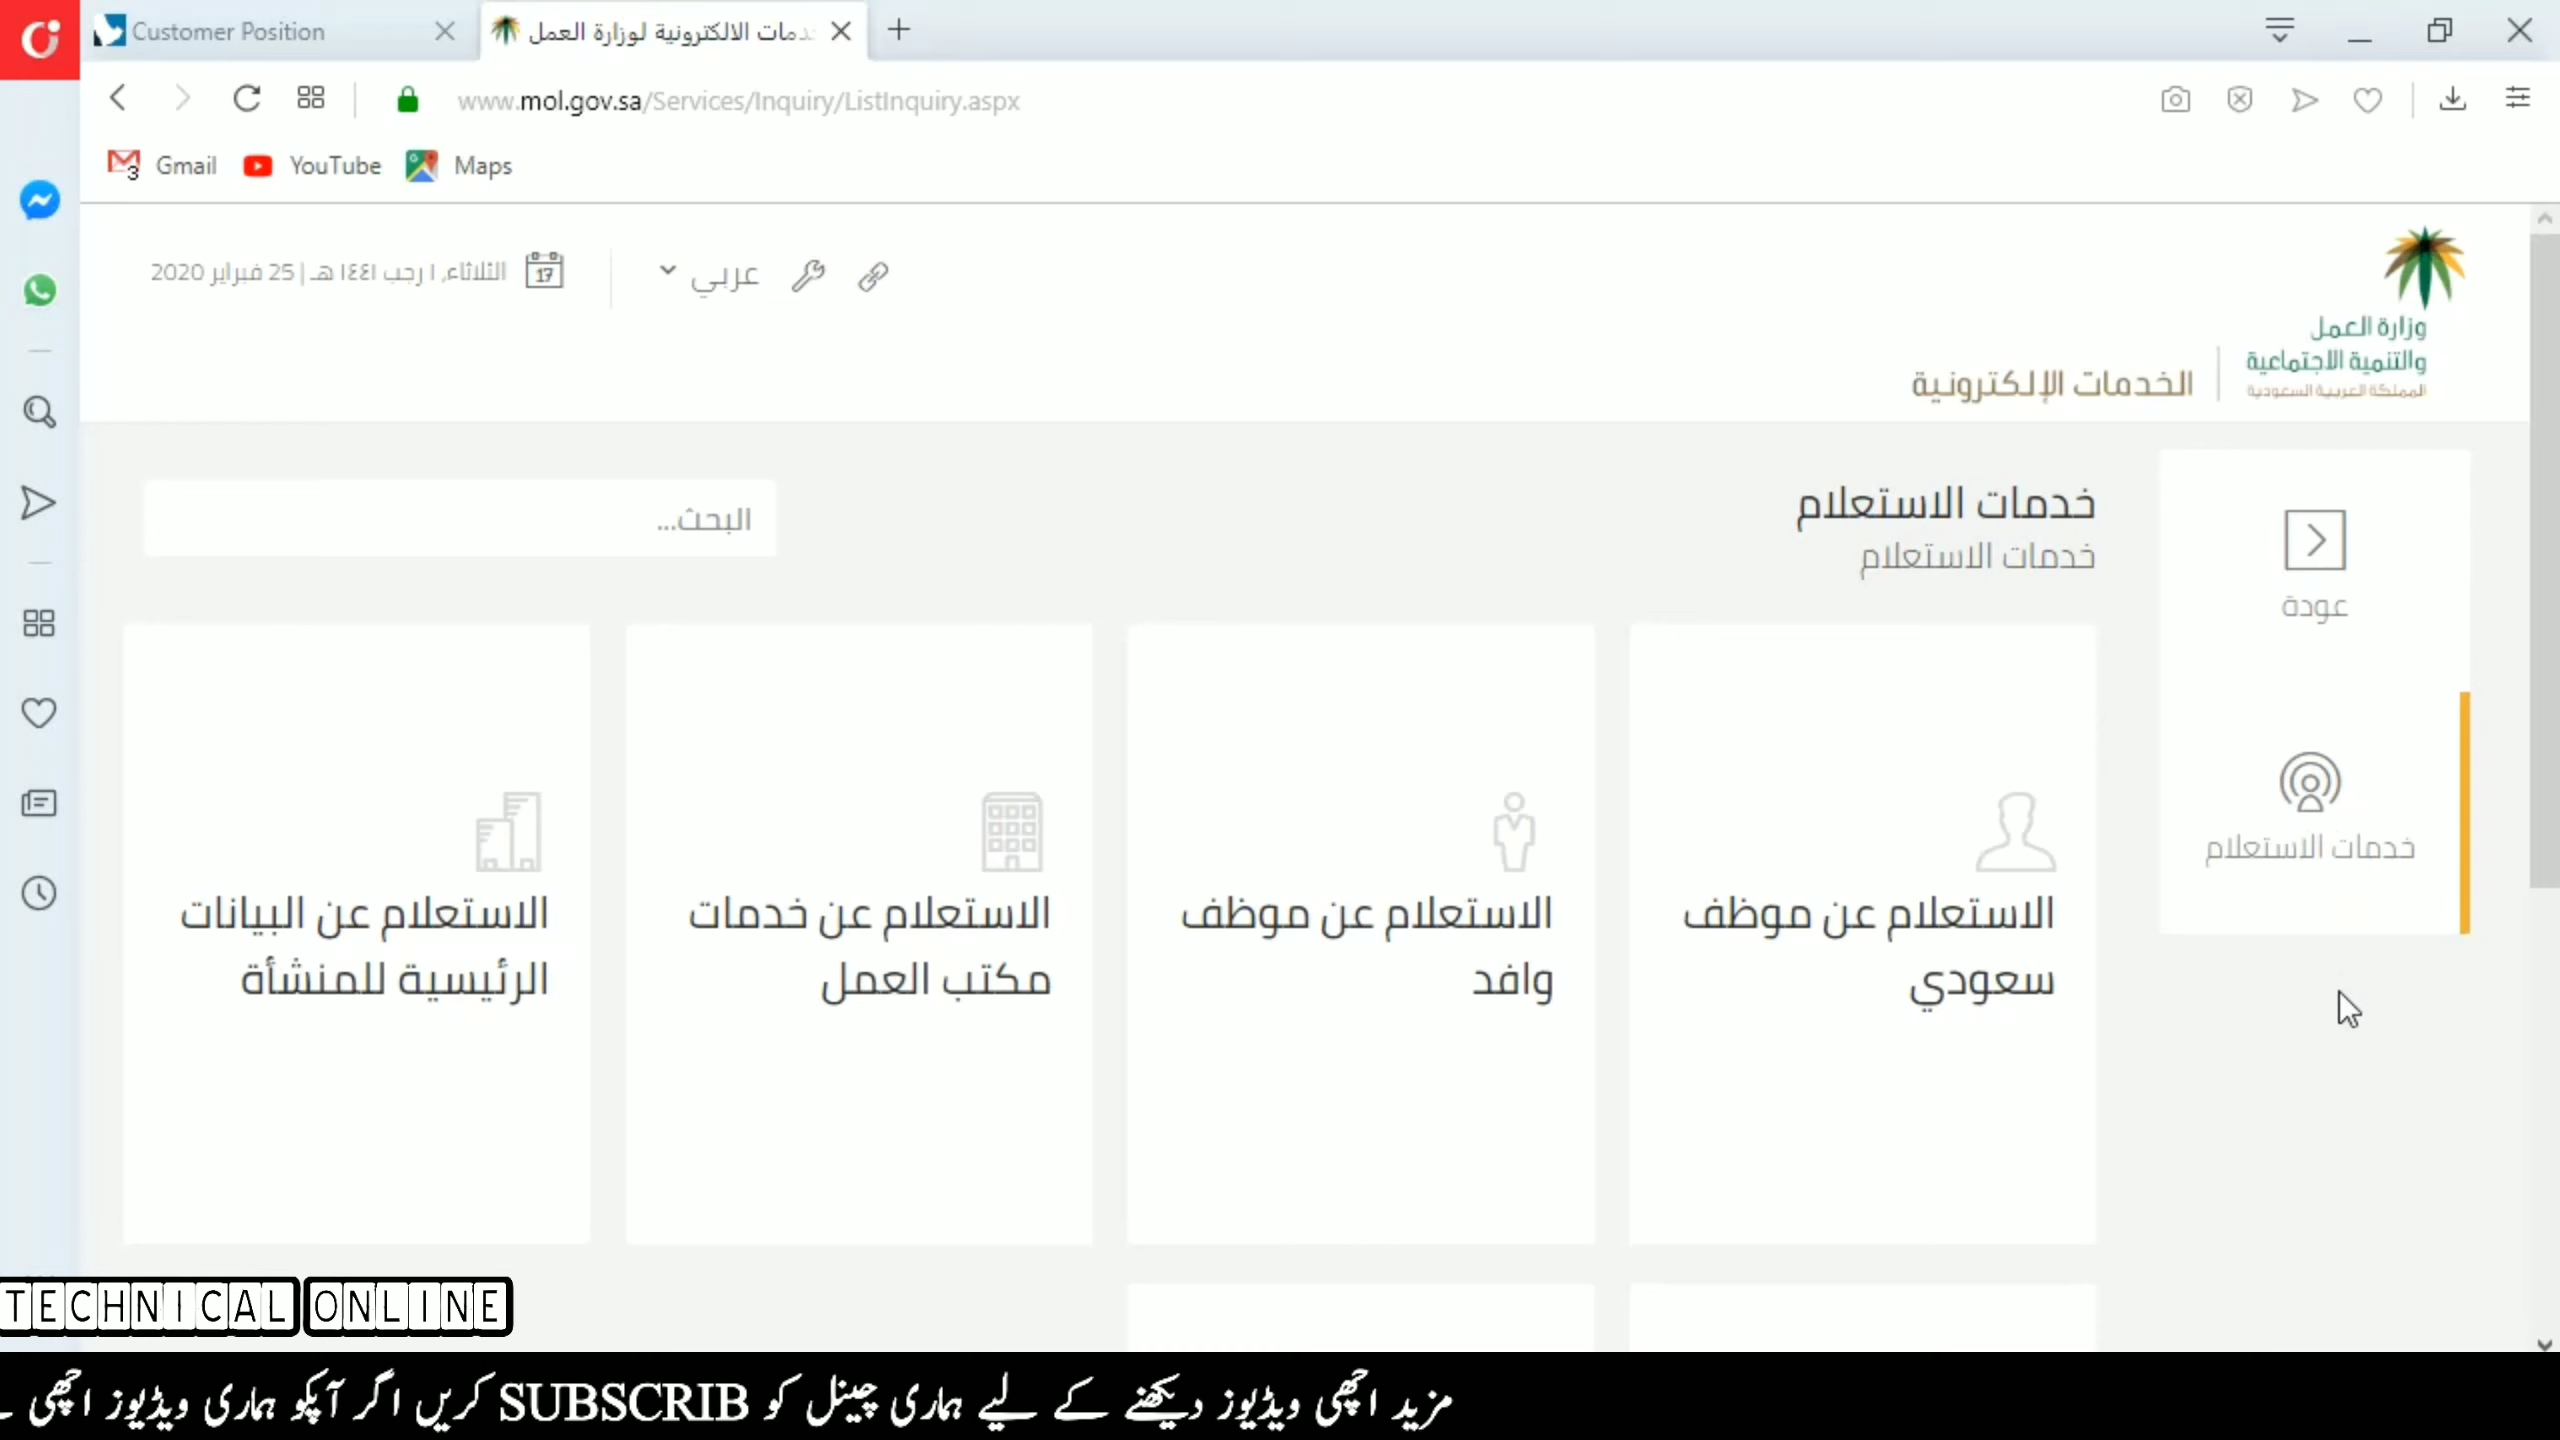 Customer Position
دمات الالكترونية لوزارة العمل
www.mol.gov.sa/Services/Inquiry/ListInquiry.aspx
Gmail
YouTube
Maps
الثلاثاء, ١ رجب ١٤٤١ هـ | 25 فبراير 2020
17
عربي
وزارة العمل
والتنمية الاجتماعية
المملكة العربية السعودية
الخدمات الإلكترونية
خدمات الاستعلام
خدمات الاستعلام
البحث...
عودة
خدمات الاستعلام
الاستعلام عن موظف
سعودي
الاستعلام عن موظف
وافد
الاستعلام عن خدمات
مكتب العمل
الاستعلام عن البيانات
الرئيسية للمنشأة
TECHNICAL ONLINE
مزید اچھی ویڈیوز دیکھنے کے لیے ہماری چینل کو SUBSCRIB کریں اگر آپکو ہماری ویڈیوز اچھی